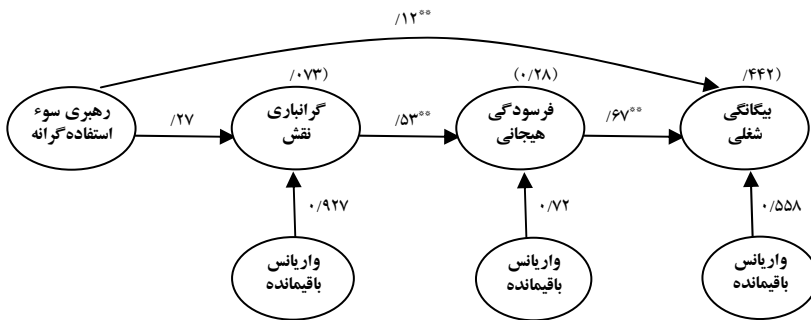 /۱۲**
/۰۷۳)
(۰/۲۸)
/۴۴۲)
رهبری سوء
استفاده‌گرانه
/۲۷
گرانباری
نقش
/۵۳**
فرسودگی
هیجانی
/۶۷**
بیگانگی
شغلی
۰/۹۲۷
۰/۷۲
۰/۵۵۸
واریانس
باقیمانده
واریانس
باقیمانده
واریانس
باقیمانده